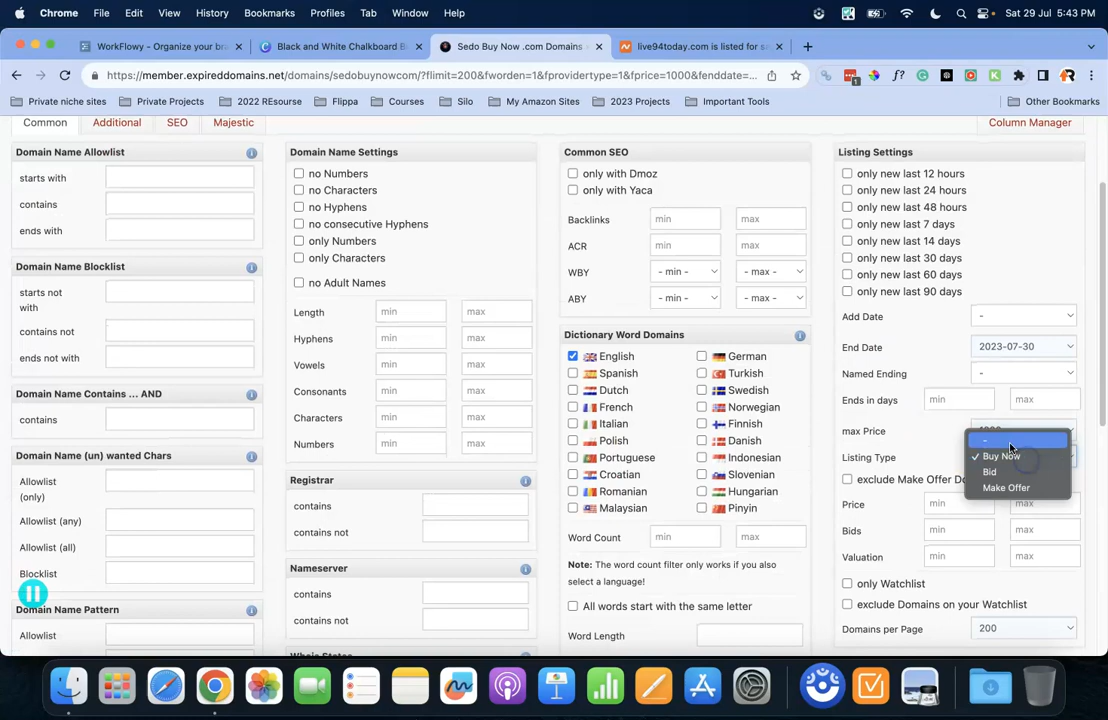 Chrome File Edit View History Bookmarks Profiles Tab Window Help Sat 29 Jul 5:43 PM
WorkFlowy - Organize your bra Black and White Chalkboard B Sedo Buy Now .com Domains live94today.com is listed for sa
https://member.expireddomains.net/domains/sedobuynowcom/?flimit=200&fworden=1&fprovidertype=1&fprice=1000&fenddate=...
Private niche sites Private Projects 2022 REsourse Flippa Courses Silo My Amazon Sites 2023 Projects Important Tools Other Bookmarks
Common Additional SEO Majestic Column Manager
Domain Name Allowlist
starts with
contains
ends with
Domain Name Blocklist
starts not
with
contains not
ends not with
Domain Name Contains ... AND
contains
Domain Name (un) wanted Chars
Allowlist
(only)
Allowlist (any)
Allowlist (all)
Blocklist
Domain Name Pattern
Allowlist
Domain Name Settings
no Numbers
no Characters
no Hyphens
no consecutive Hyphens
only Numbers
only Characters
no Adult Names
Length min max
Hyphens min max
Vowels min max
Consonants min max
Characters min max
Numbers min max
Registrar
contains
contains not
Nameserver
contains
contains not
Whois Status
Common SEO
only with Dmoz
only with Yaca
Backlinks min max
ACR min max
WBY - min - - max -
ABY - min - - max -
Dictionary Word Domains
English German
Spanish Turkish
Dutch Swedish
French Norwegian
Italian Finnish
Polish Danish
Portuguese Indonesian
Croatian Slovenian
Romanian Hungarian
Malaysian Pinyin
Word Count min max
Note: The word count filter only works if you also
select a language!
All words start with the same letter
Word Length
Listing Settings
only new last 12 hours
only new last 24 hours
only new last 48 hours
only new last 7 days
only new last 14 days
only new last 30 days
only new last 60 days
only new last 90 days
Add Date -
End Date 2023-07-30
Named Ending -
Ends in days min max
max Price 1000
-
Listing Type ✓ Buy Now
Bid
exclude Make Offer Do
Make Offer
Price min max
Bids min max
Valuation min max
only Watchlist
exclude Domains on your Watchlist
Domains per Page 200